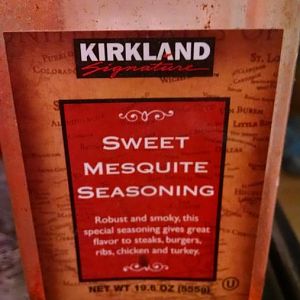 KIRKLAND
Signature
SWEET
MESQUITE
SEASONING
Robust and smoky, this
special seasoning gives great
flavor to steaks, burgers,
ribs, chicken and turkey.
NET WT 19.6 OZ (555g)
U